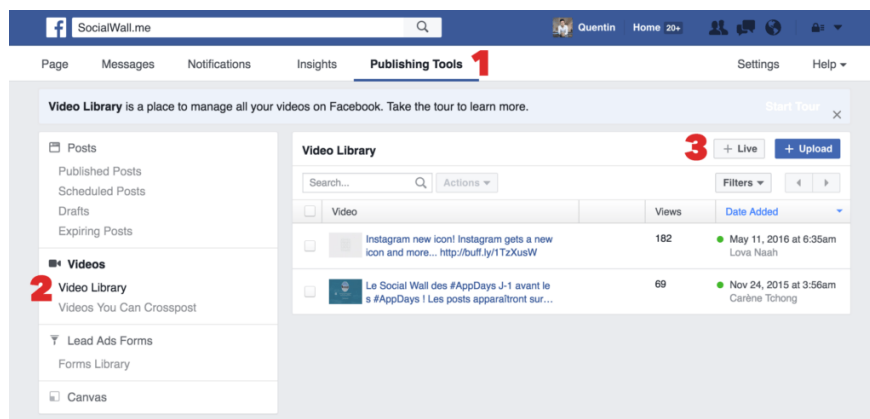 f SocialWall.me Quentin Home 20+
Page Messages Notifications Insights Publishing Tools 1 Settings Help
Video Library is a place to manage all your videos on Facebook. Take the tour to learn more. Start Tour
Posts
Published Posts
Scheduled Posts
Drafts
Expiring Posts
Videos
2 Video Library
Videos You Can Crosspost
Lead Ads Forms
Forms Library
Canvas
Video Library 3 + Live + Upload
Search... Actions Filters
Video Views Date Added
Instagram new icon! Instagram gets a new 182 May 11, 2016 at 6:35am
icon and more... http://buff.ly/1TzXusW Lova Naah
Le Social Wall des #AppDays J-1 avant le 69 Nov 24, 2015 at 3:56am
s #AppDays ! Les posts apparaîtront sur... Carène Tchong